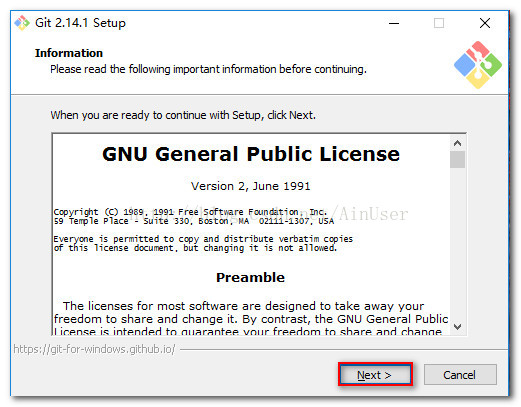 Git 2.14.1 Setup
Information
Please read the following important information before continuing.
When you are ready to continue with Setup, click Next.
GNU General Public License
Version 2, June 1991
Copyright (C) 1989, 1991 Free Software Foundation, Inc.
59 Temple Place - Suite 330, Boston, MA  02111-1307, USA
Everyone is permitted to copy and distribute verbatim copies
of this license document, but changing it is not allowed.
Preamble
The licenses for most software are designed to take away your
freedom to share and change it. By contrast, the GNU General Public
License is intended to guarantee your freedom to share and change
https://git-for-windows.github.io/
Next >
Cancel